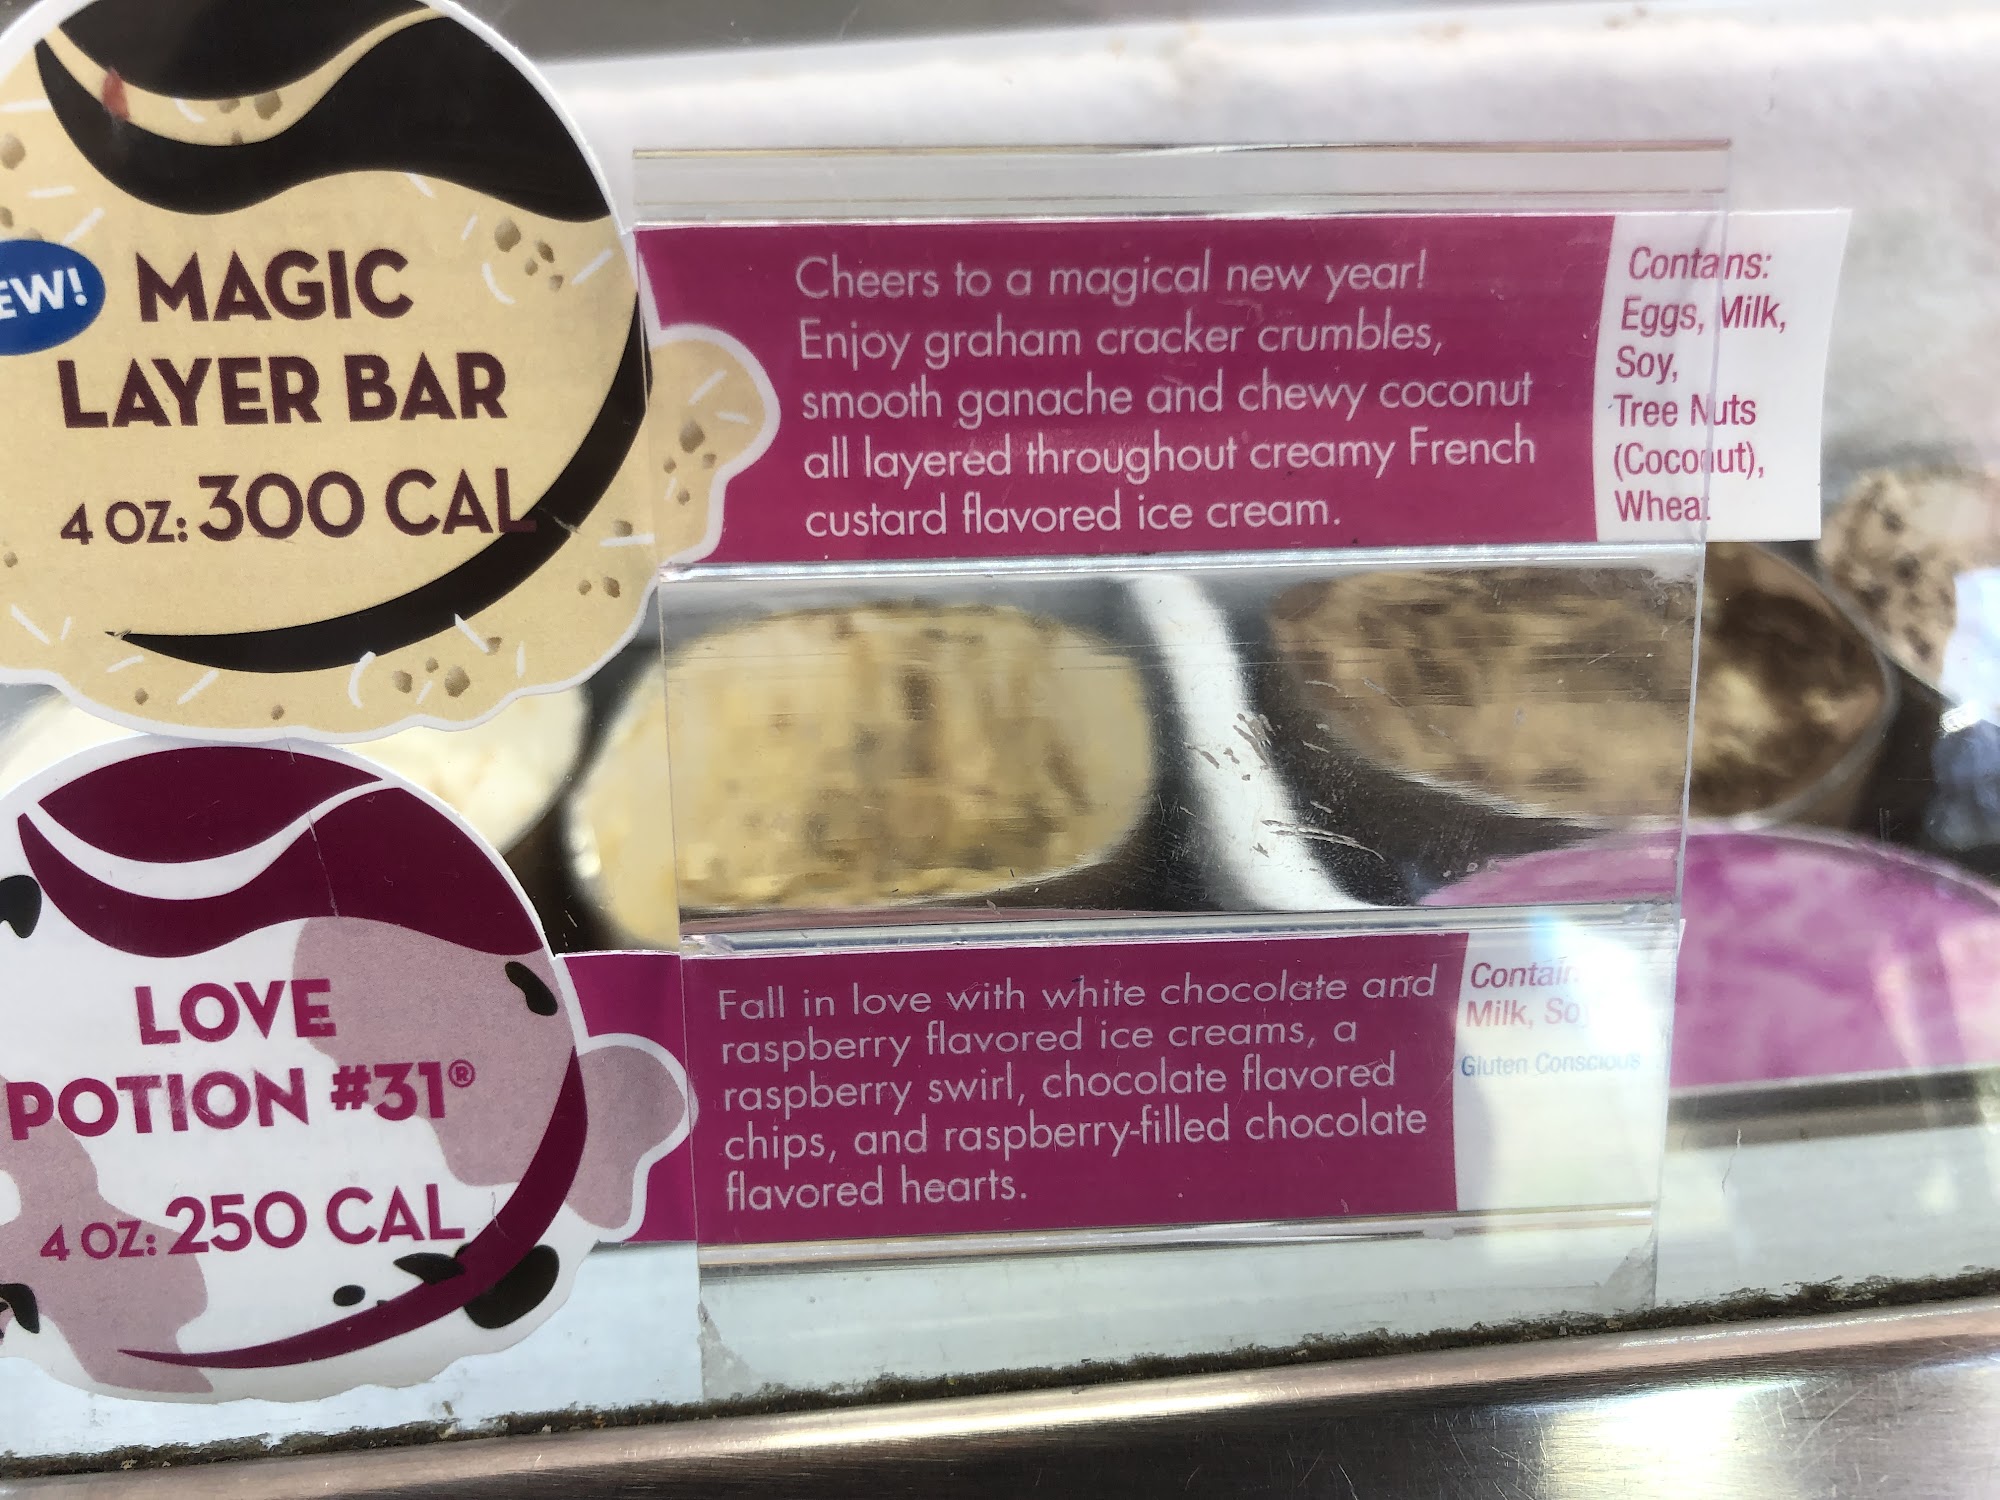 MAGIC
LAYER BAR
4 OZ: 300 CAL
Cheers to a magical new year!
Enjoy graham cracker crumbles,
smooth ganache and chewy coconut
all layered throughout creamy French
custard flavored ice cream.
Contains:
Eggs, Milk,
Soy,
Tree Nuts
(Coconut),
Wheat
LOVE
POTION #31®
4 OZ: 250 CAL
Fall in love with white chocolate and
raspberry flavored ice creams, a
raspberry swirl, chocolate flavored
chips, and raspberry-filled chocolate
flavored hearts.
Milk,
Gluten Conscious